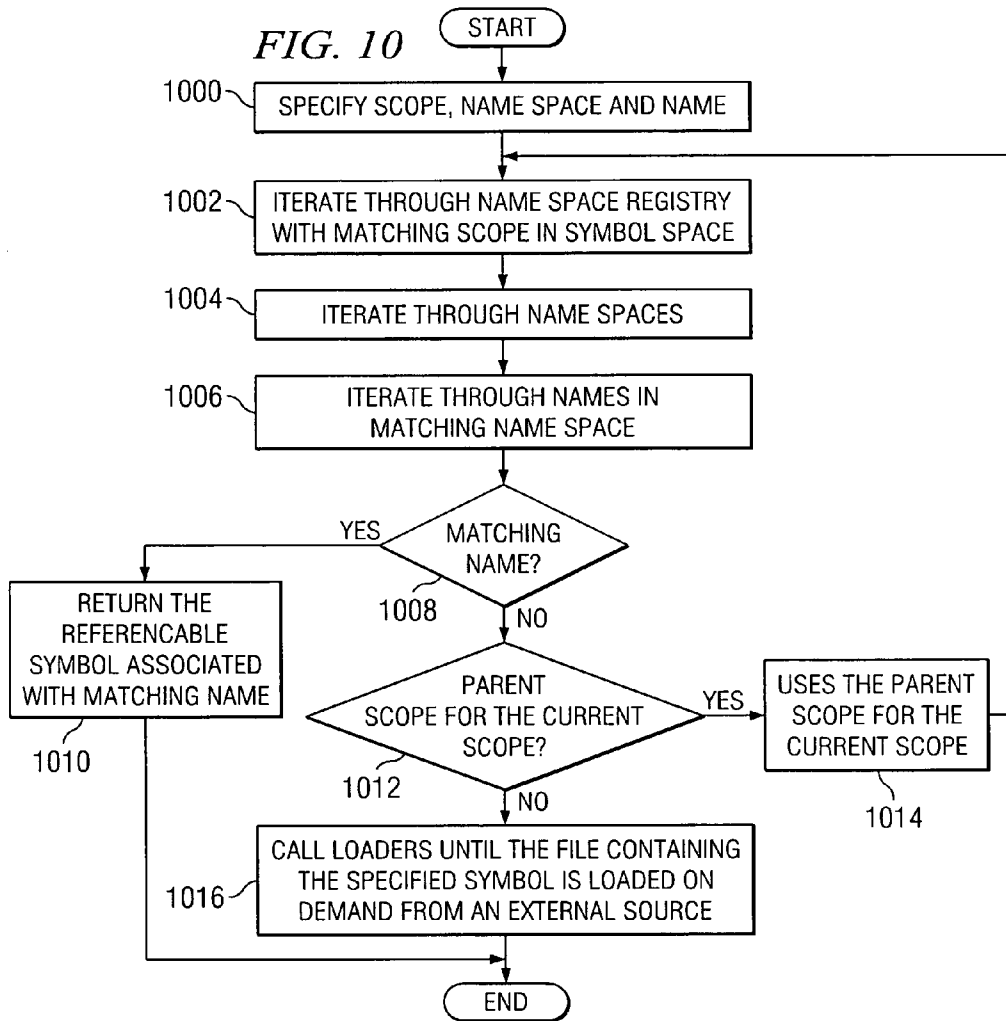 FIG. 10
START
1000
SPECIFY SCOPE, NAME SPACE AND NAME
1002
ITERATE THROUGH NAME SPACE REGISTRY
WITH MATCHING SCOPE IN SYMBOL SPACE
1004
ITERATE THROUGH NAME SPACES
1006
ITERATE THROUGH NAMES IN
MATCHING NAME SPACE
YES
MATCHING
NAME?
1008
NO
RETURN THE
REFERENCABLE
SYMBOL ASSOCIATED
WITH MATCHING NAME
1010
PARENT
SCOPE FOR THE CURRENT
SCOPE?
1012
YES
USES THE PARENT
SCOPE FOR THE
CURRENT SCOPE
1014
NO
1016
CALL LOADERS UNTIL THE FILE CONTAINING
THE SPECIFIED SYMBOL IS LOADED ON
DEMAND FROM AN EXTERNAL SOURCE
END